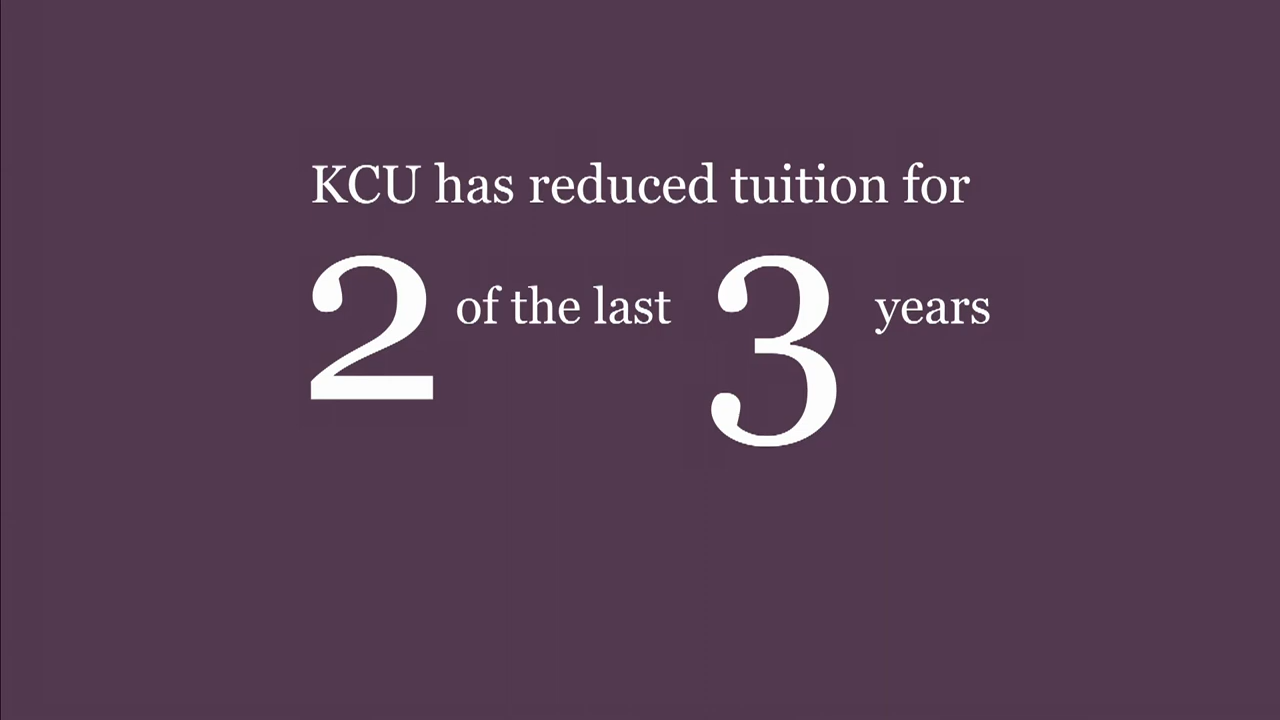 KCU has reduced tuition for
2 of the last 3 years